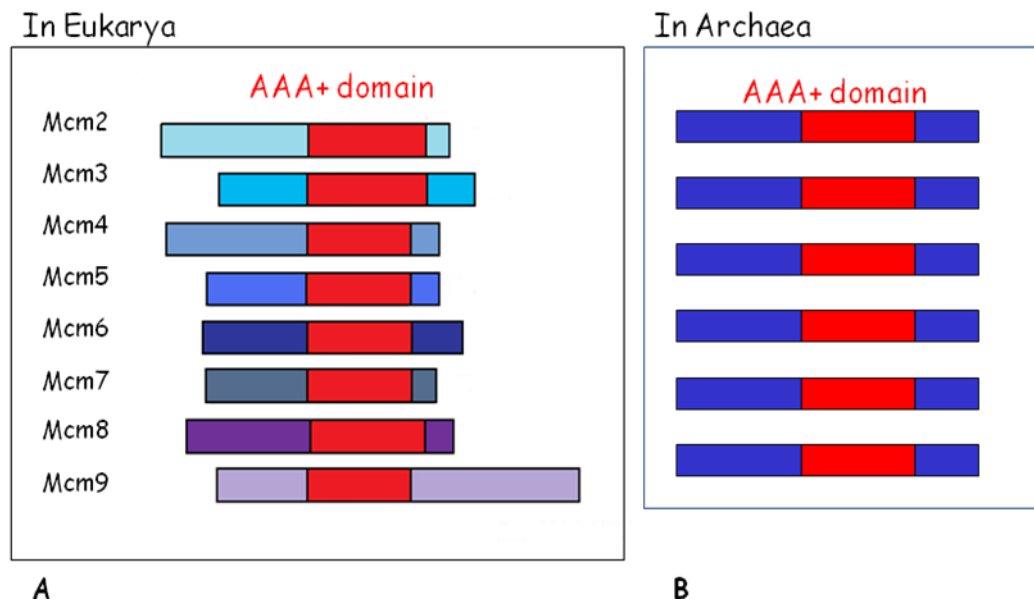 In Eukarya
AAA+ domain
Mcm2
Mcm3
Mcm4
Mcm5
Mcm6
Mcm7
Mcm8
Mcm9
A
In Archaea
AAA+ domain
B